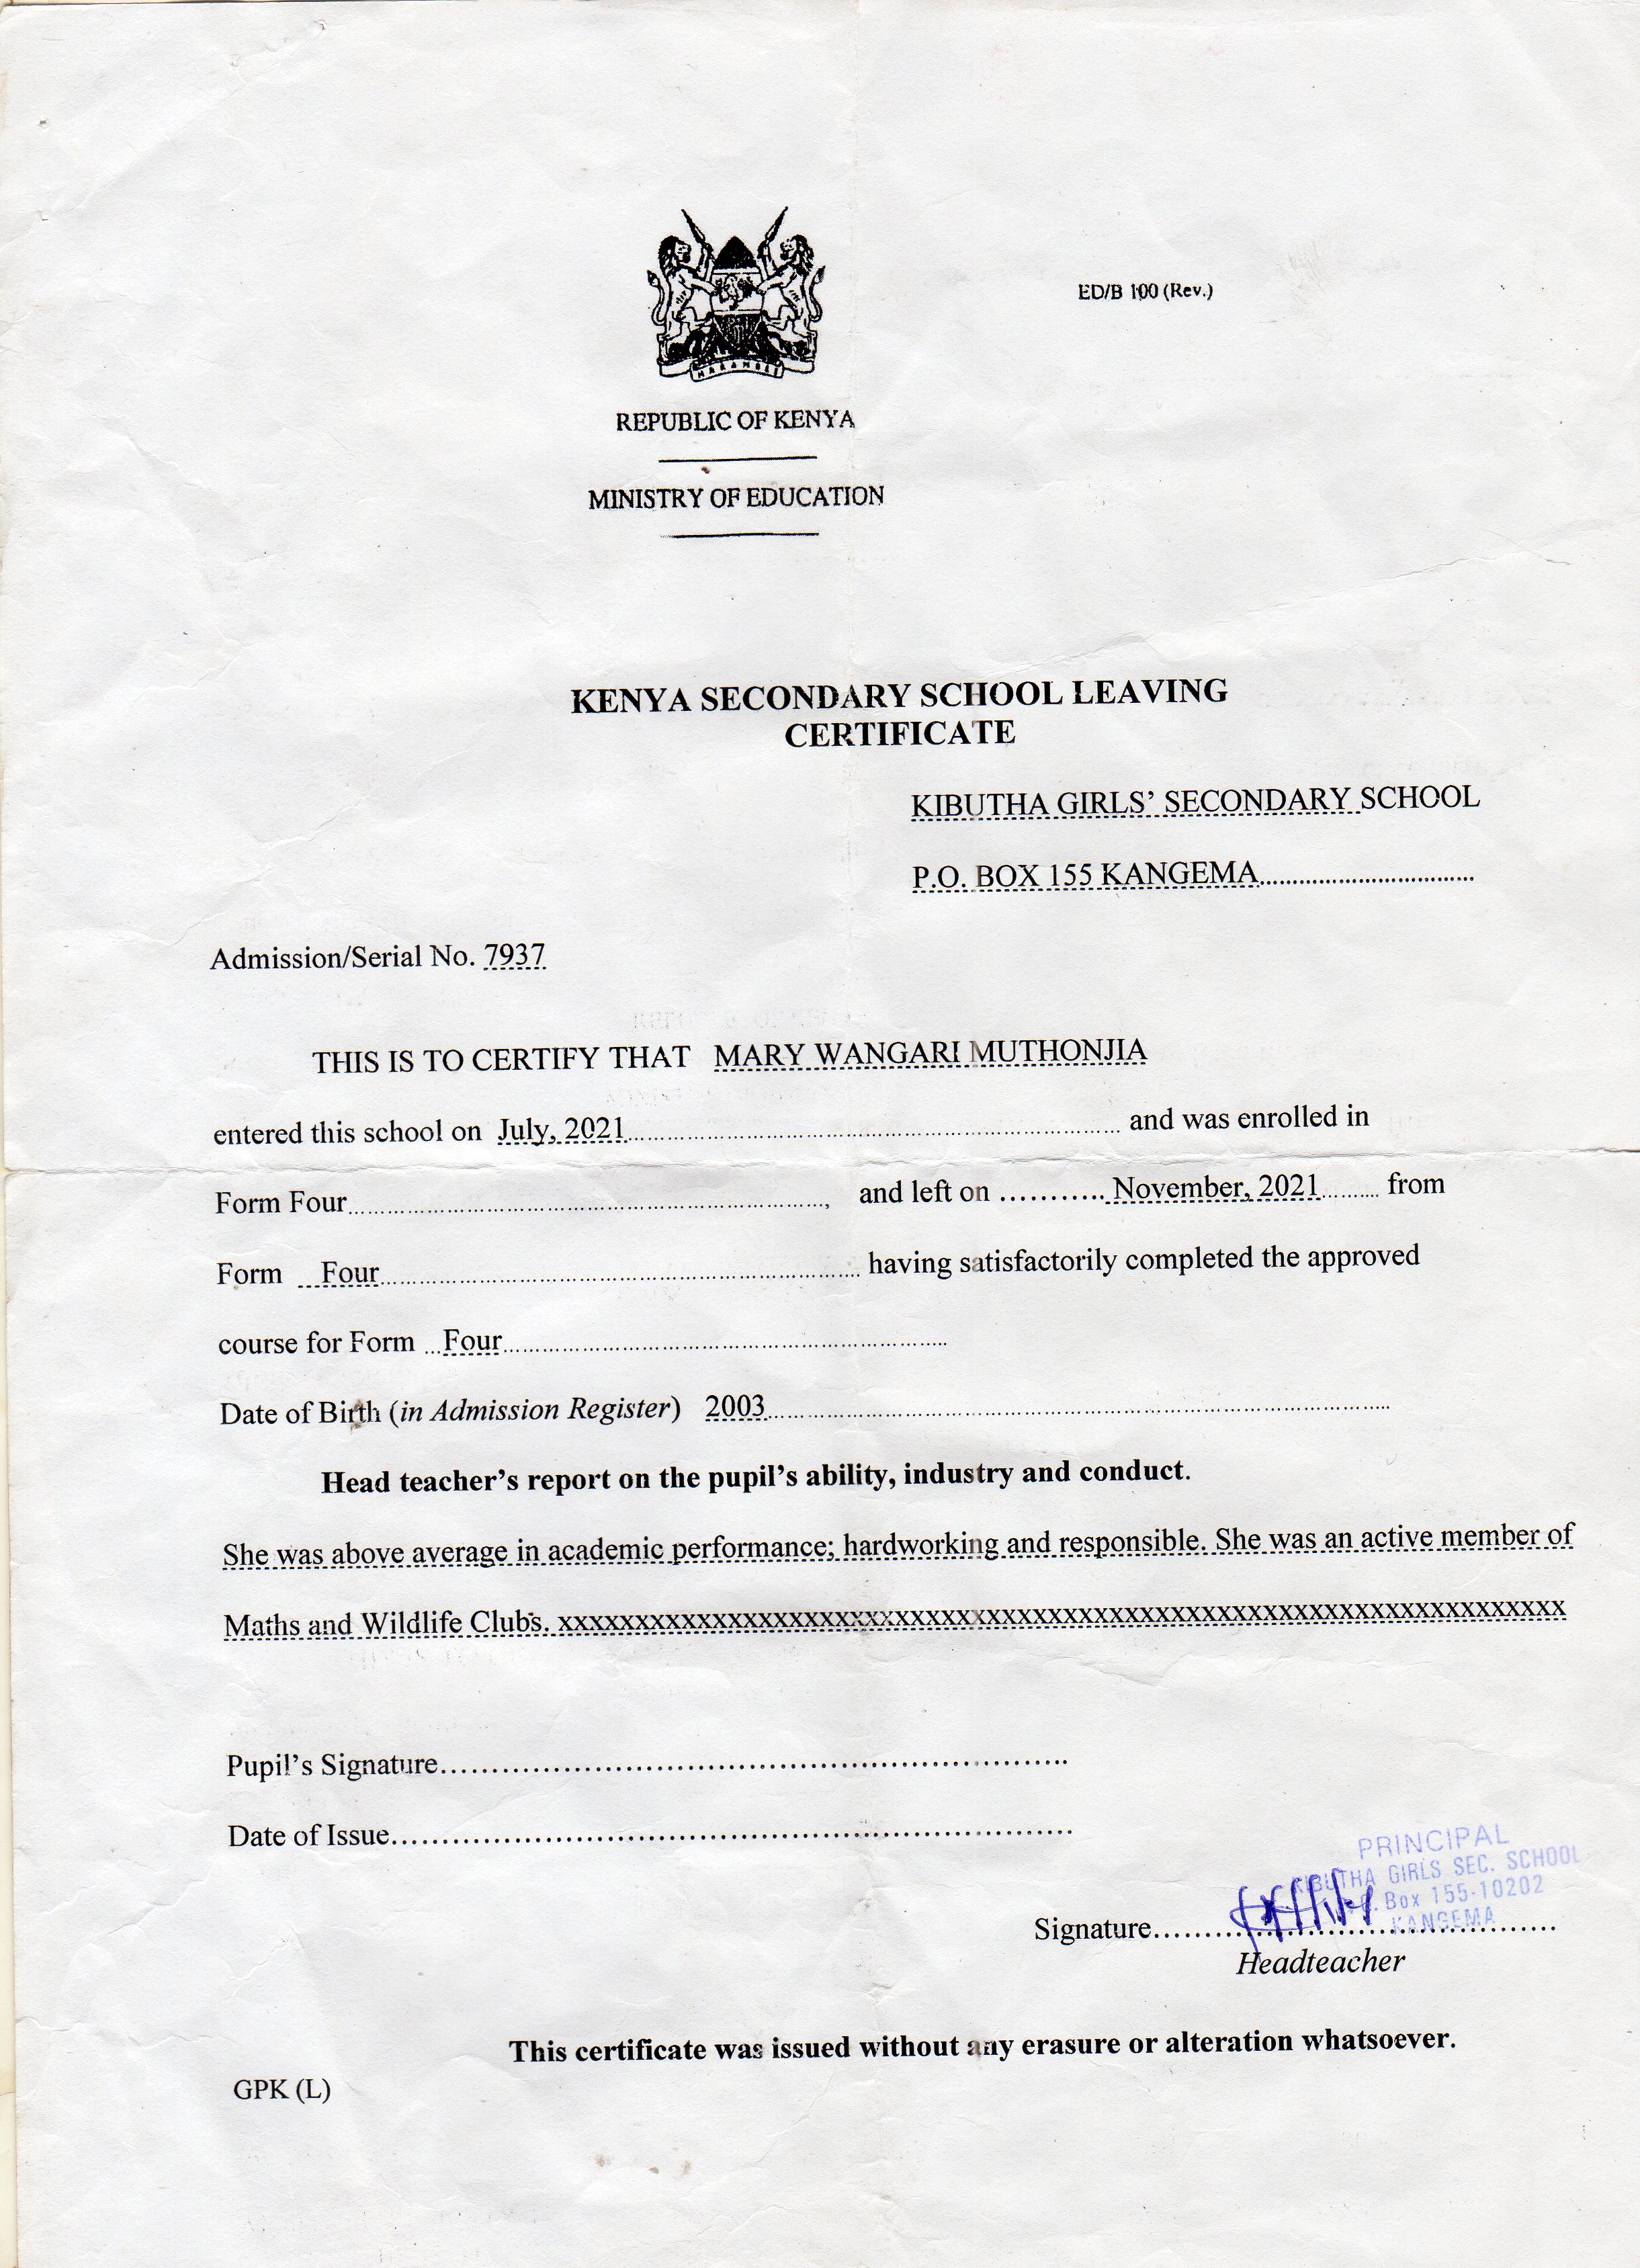 HARAMBEE
ED/B 100 (Rev.)
REPUBLIC OF KENYA
MINISTRY OF EDUCATION
KENYA SECONDARY SCHOOL LEAVING
CERTIFICATE
KIBUTHA GIRLS' SECONDARY SCHOOL
P.O. BOX 155 KANGEMA
Admission/Serial No. 7937
THIS IS TO CERTIFY THAT MARY WANGARI MUTHONJIA
entered this school on July, 2021 and was enrolled in
Form Four, and left on November, 2021 from
Form Four having satisfactorily completed the approved
course for Form Four
Date of Birth (in Admission Register) 2003
Head teacher's report on the pupil's ability, industry and conduct.
She was above average in academic performance; hardworking and responsible. She was an active member of
Maths and Wildlife Clubs. xxxxxxxxxxxxxxxxxxxxxxxxxxxxxxxxxxxxxxxxxxxxxxxxxxxxxxxxxxxxxxxxxx
Pupil's Signature
Date of Issue
PRINCIPAL
KIBUTHA GIRLS SEC. SCHOOL
P.O. Box 155-10202
KANGEMA
Signature
Headteacher
This certificate was issued without any erasure or alteration whatsoever.
GPK (L)